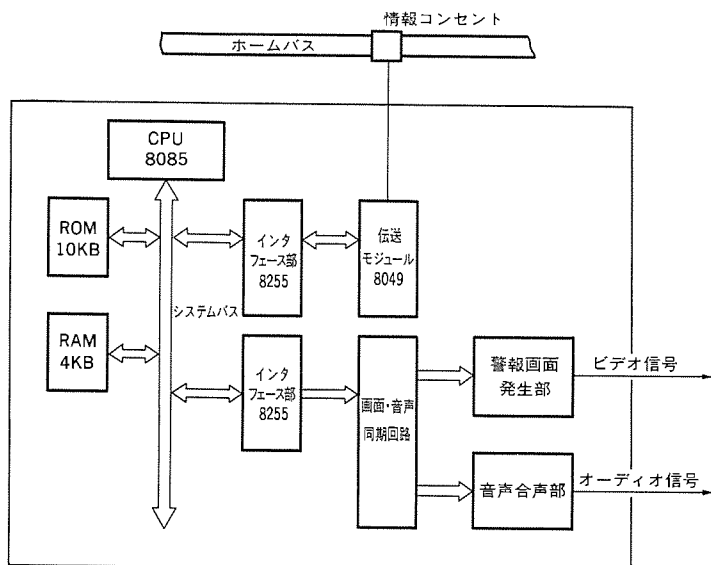 情報コンセント
ホームバス
CPU
8085
ROM
10KB
インタ
フェース部
8255
伝送
モジュール
8049
システムバス
RAM
4KB
インタ
フェース部
8255
画面・音声
同期回路
警報画面
発生部
ビデオ信号
音声合声部
オーディオ信号